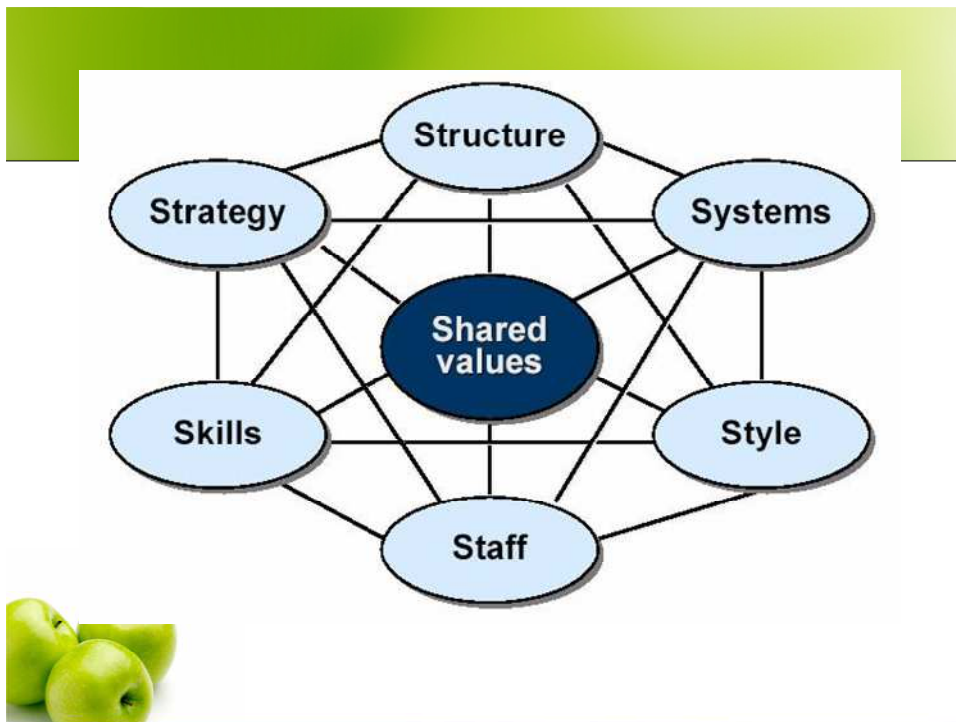 Structure
Strategy
Systems
Shared
values
Skills
Style
Staff